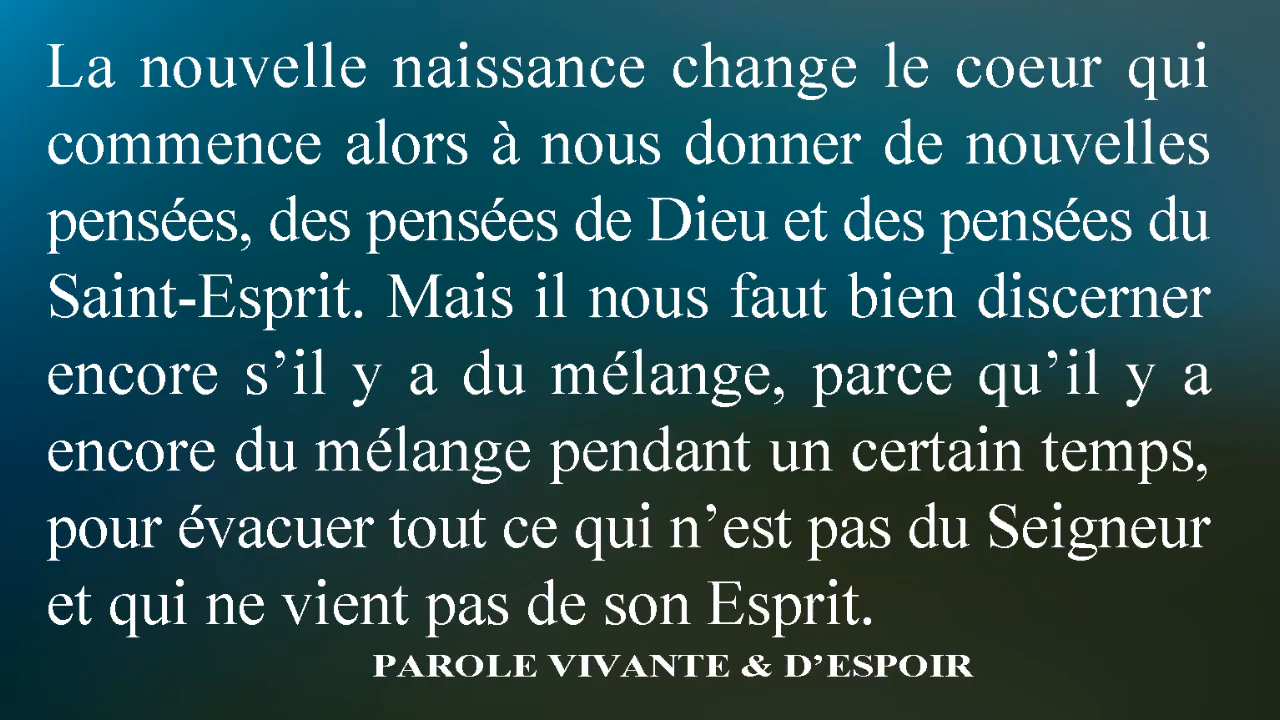 La nouvelle naissance change le coeur qui
commence alors à nous donner de nouvelles
pensées, des pensées de Dieu et des pensées du
Saint-Esprit. Mais il nous faut bien discerner
encore s’il y a du mélange, parce qu’il y a
encore du mélange pendant un certain temps,
pour évacuer tout ce qui n’est pas du Seigneur
et qui ne vient pas de son Esprit.
PAROLE VIVANTE & D’ESPOIR